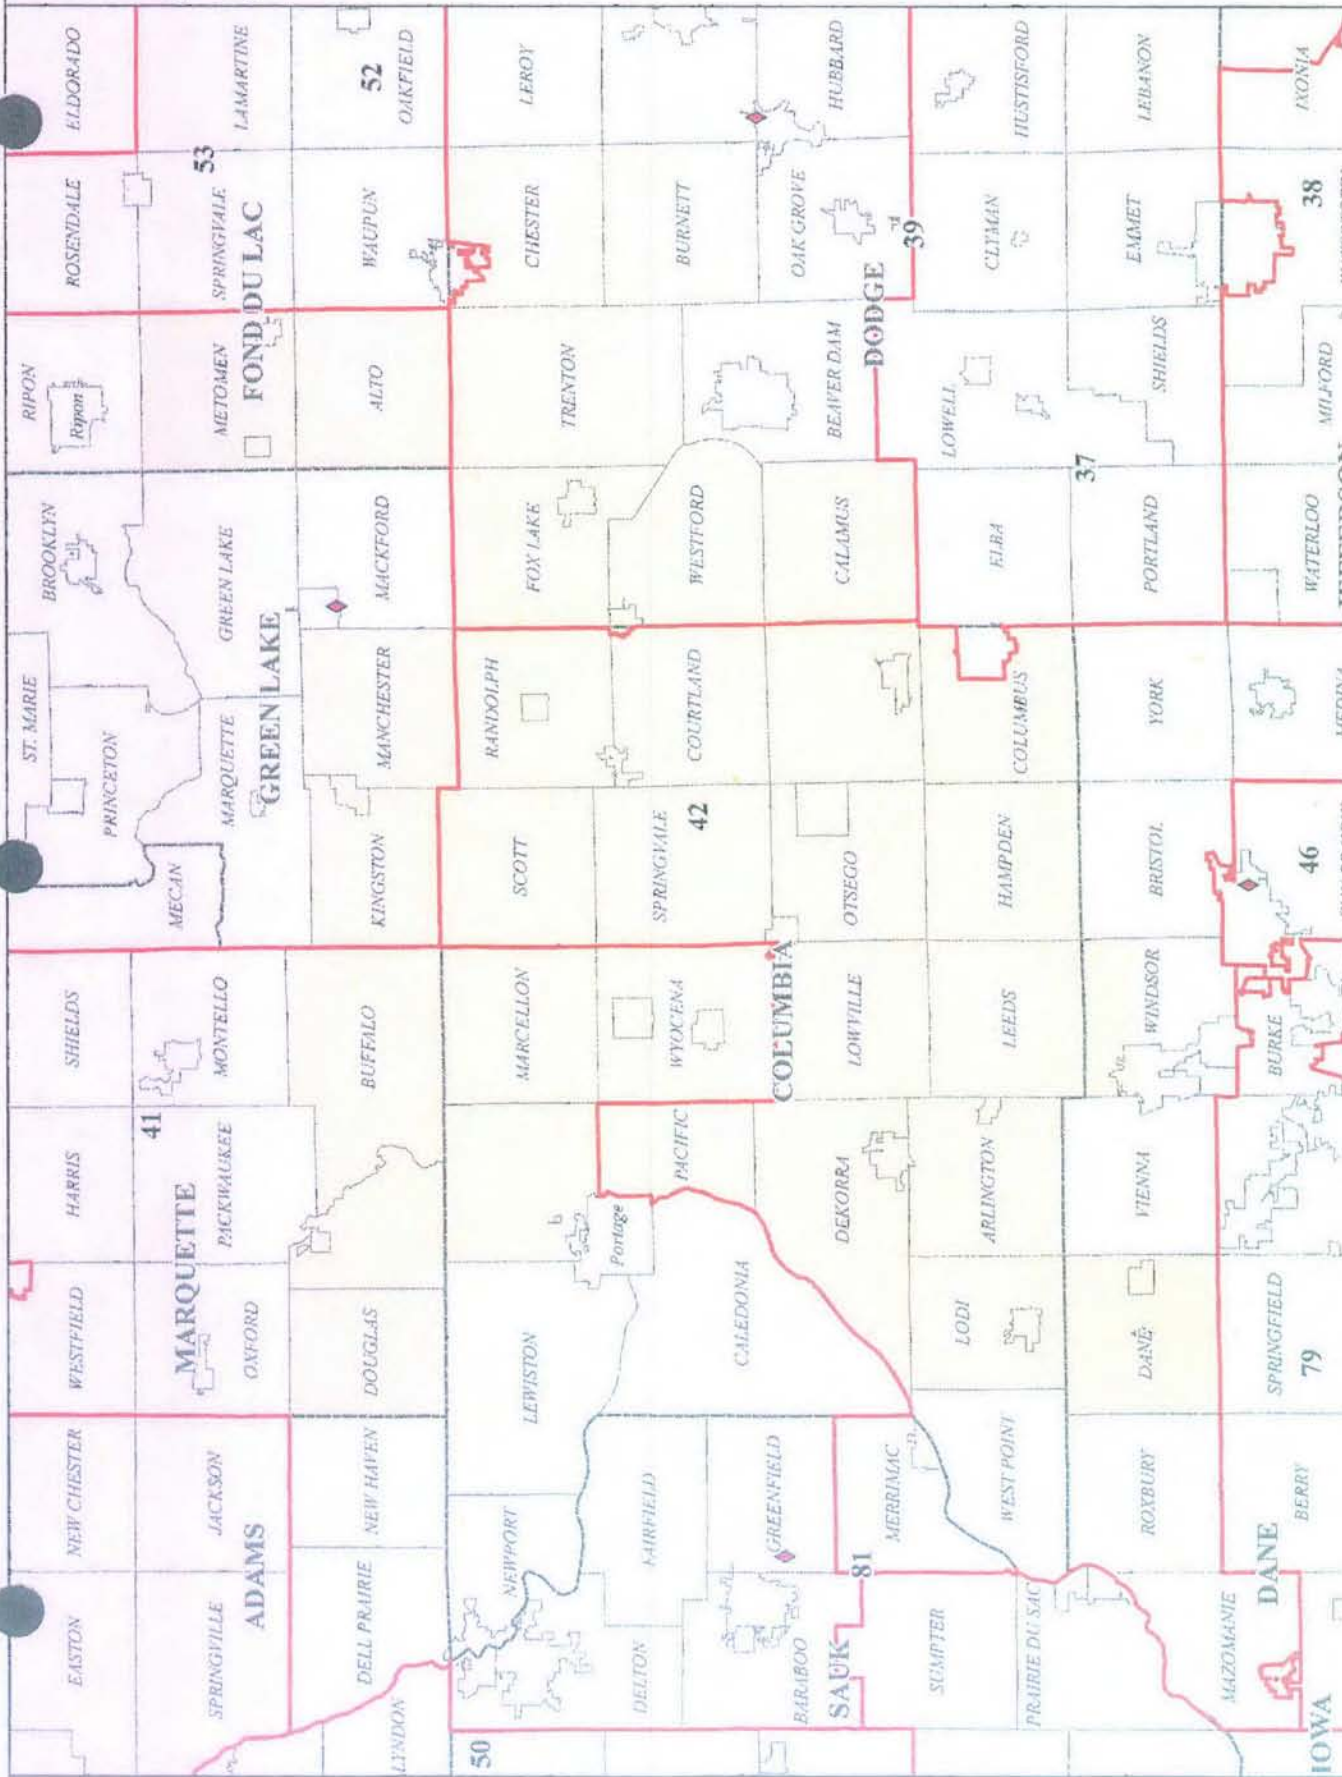 EASTON
NEW CHESTER
WESTFIELD
HARRIS
SHIELDS
ST. MARIE
PRINCETON
BROOKLYN
RIPON
Ripon
ROSENDALE
ELDORADO
41
MECAN
53
MARQUETTE
SPRINGVILLE
JACKSON
OXFORD
PACKWAUKEE
MONTELLO
MARQUETTE
GREEN LAKE
METOMEN
SPRINGVALE
LAMARTINE
ADAMS
GREEN LAKE
FOND DU LAC
DELL PRAIRIE
NEW HAVEN
DOUGLAS
BUFFALO
KINGSTON
MANCHESTER
MACKFORD
ALTO
WAUPUN
52
OAKFIELD
LYNDON
50
NEWPORT
LEWISTON
MARCELLON
SCOTT
RANDOLPH
FOX LAKE
TRENTON
CHESTER
LEROY
Portage
DELTON
FAIRFIELD
PACIFIC
WYOCENA
SPRINGVALE
42
COURTLAND
WESTFORD
BURNETT
CALEDONIA
GREENFIELD
COLUMBIA
BARABOO
SAUK
81
DEKORRA
LOWVILLE
OTSEGO
CALAMUS
BEAVER DAM
OAK GROVE
HUBBARD
DODGE
39
MERRIMAC
SUMPTER
LODI
ARLINGTON
LEEDS
HAMPDEN
COLUMBUS
ELBA
LOWELL
CLYMAN
HUSTISFORD
PRAIRIE DU SAC
WEST POINT
37
ROXBURY
DANE
VIENNA
WINDSOR
BRISTOL
YORK
PORTLAND
SHIELDS
EMMET
LEBANON
MAZOMANIE
DANE
BERRY
SPRINGFIELD
79
BURKE
46
WATERLOO
MILFORD
38
IXONIA
IOWA